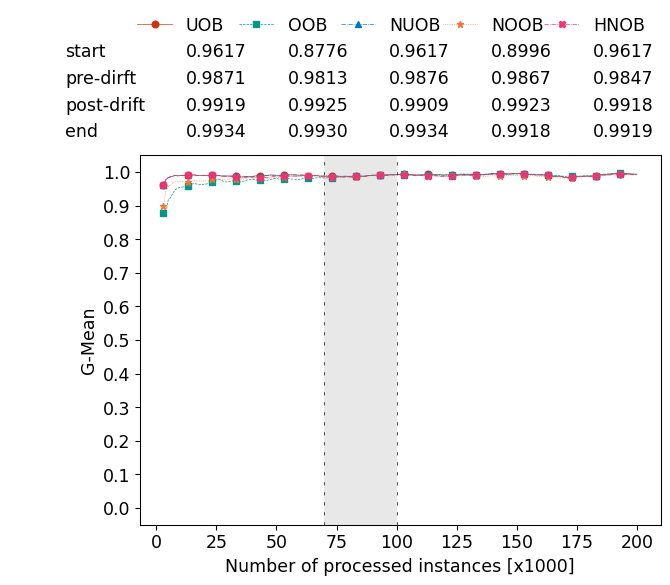 UOB OOB NUOB NOOB HNOB
start 0.9617 0.8776 0.9617 0.8996 0.9617
pre-dirft 0.9871 0.9813 0.9876 0.9867 0.9847
post-drift 0.9919 0.9925 0.9909 0.9923 0.9918
end 0.9934 0.9930 0.9934 0.9918 0.9919
1.0
0.9
0.8
0.7
0.6
0.5
0.4
0.3
0.2
0.1
0.0
G-Mean
0 25 50 75 100 125 150 175 200
Number of processed instances [x1000]